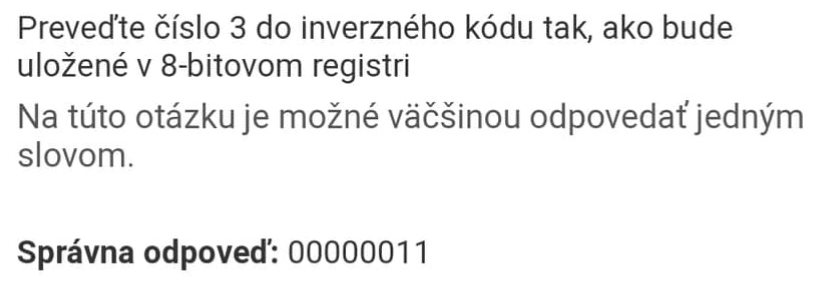 Preveďte číslo 3 do inverzného kódu tak, ako bude
uložené v 8-bitovom registri
Na túto otázku je možné väčšinou odpovedať jedným
slovom.
Správna odpoveď: 00000011